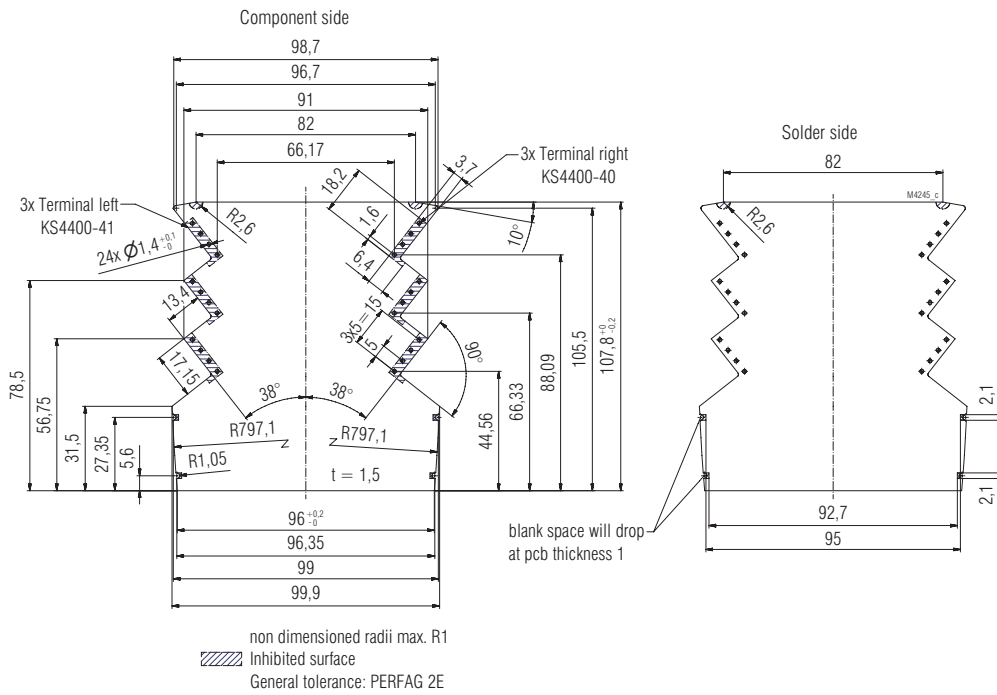 Component side
98,7
96,7
91
82
66,17
3,7
18,2
3x Terminal right
KS4400-40
3x Terminal left
KS4400-41
R2,6
24x Ø1,4 +0,1 -0
1,6
10°
6,4
13,4
3x5 = 15
5
90°
17,15
38°
38°
78,5
56,75
31,5
27,35
5,6
R797,1
R797,1
R1,05
t = 1,5
44,56
66,33
88,09
105,5
107,8 +0 -0,2
96 +0,2 -0
96,35
99
99,9
Solder side
82
M4245_c
R2,6
2,1
2,1
blank space will drop
at pcb thickness 1
92,7
95
non dimensioned radii max. R1
Inhibited surface
General tolerance: PERFAG 2E